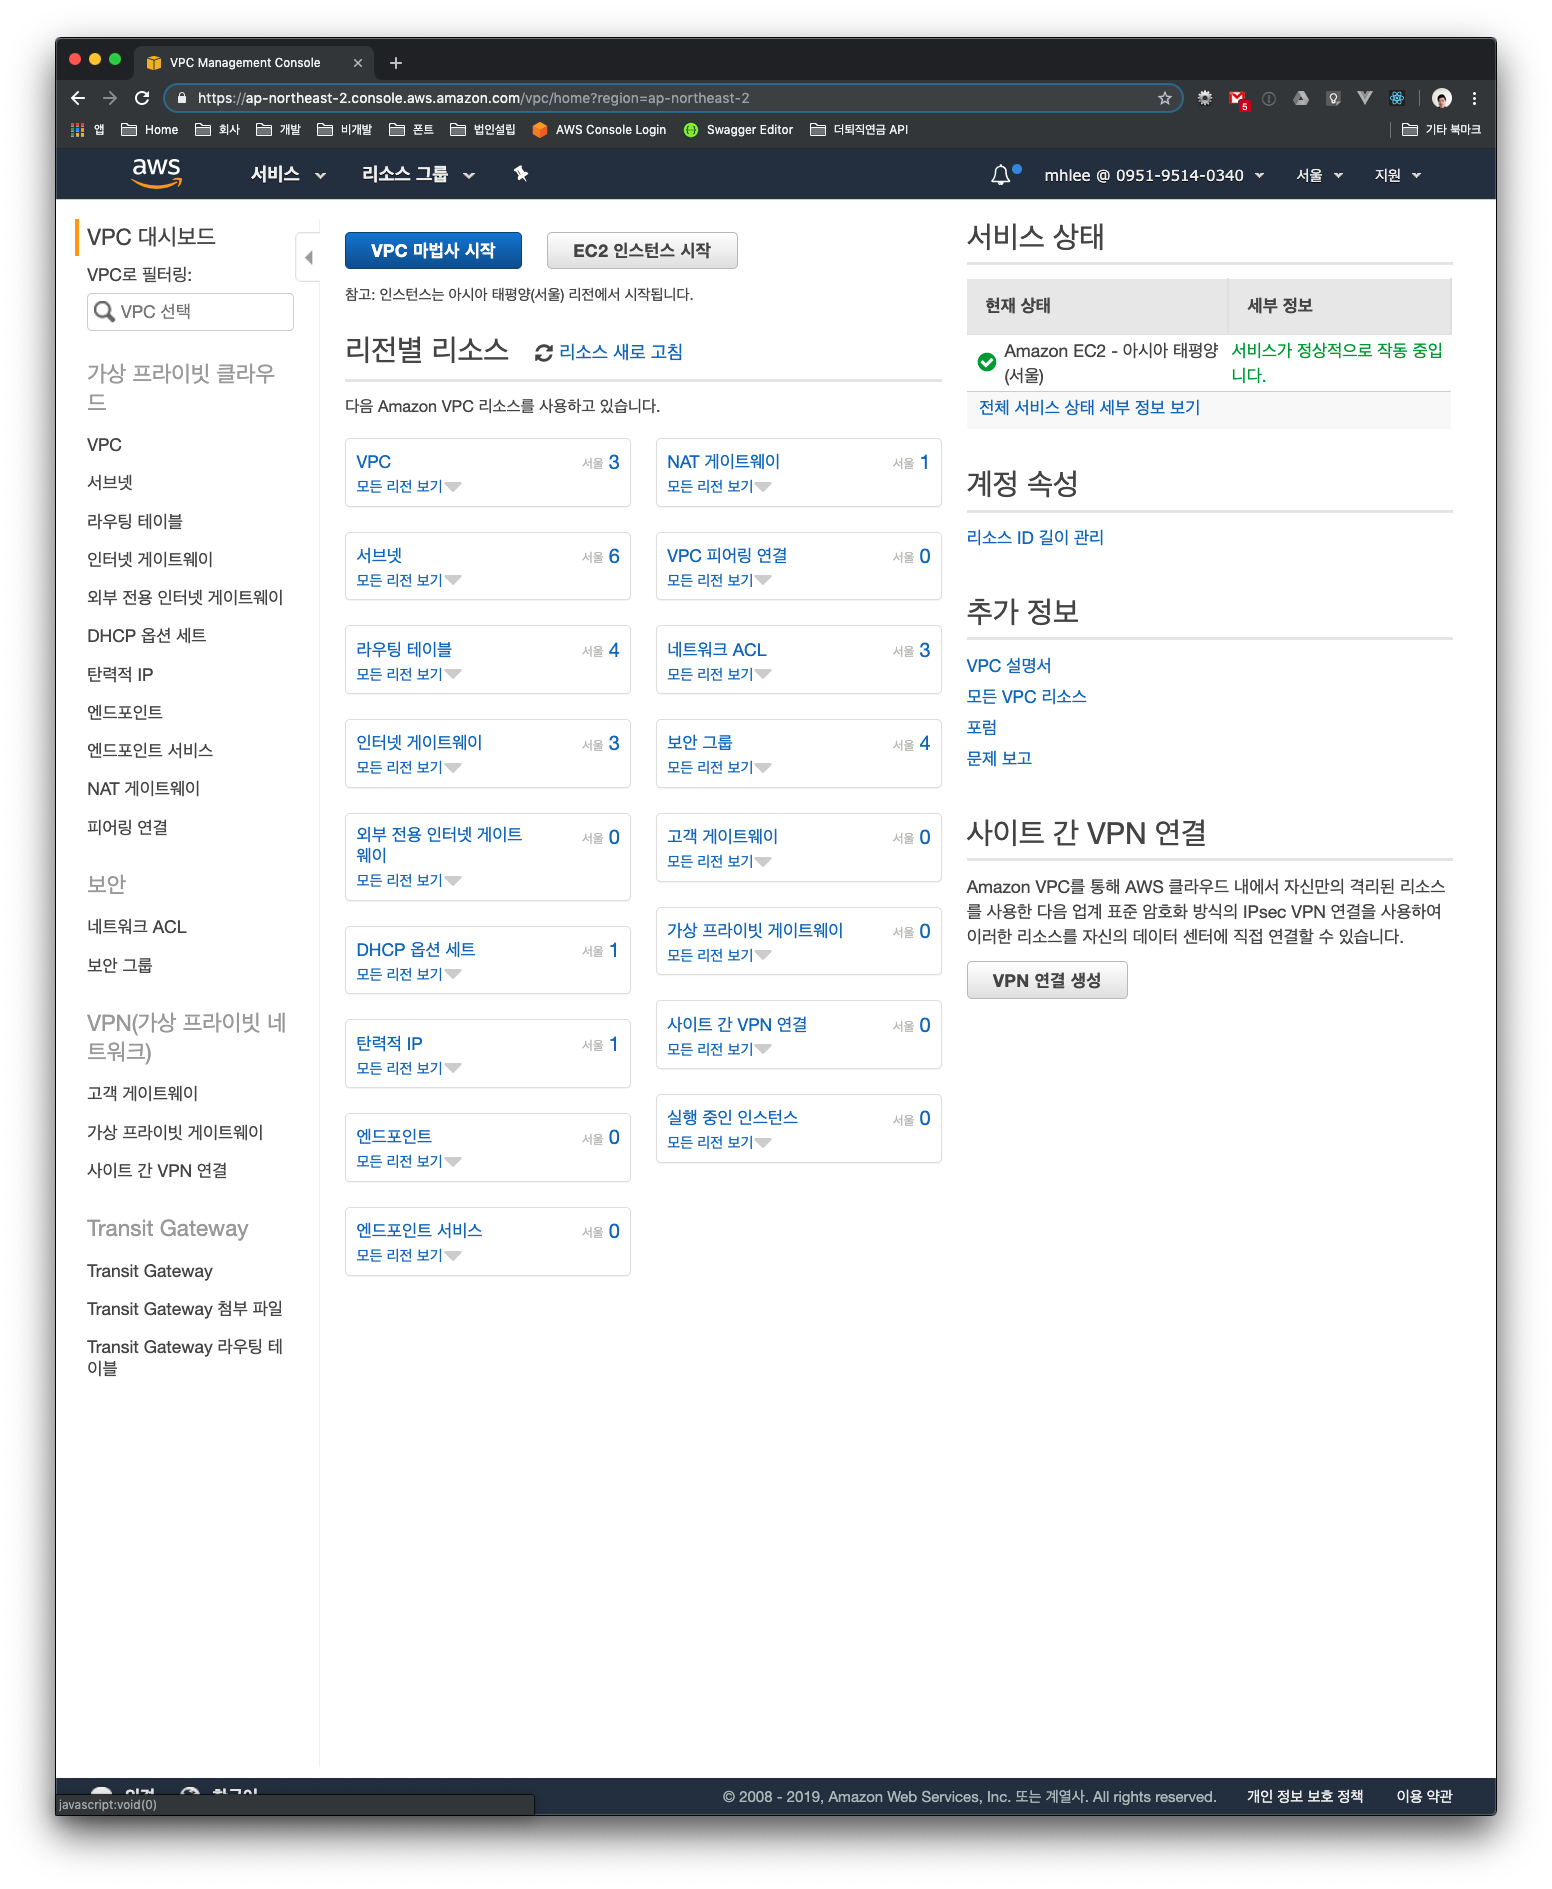 VPC Management Console
https://ap-northeast-2.console.aws.amazon.com/vpc/home?region=ap-northeast-2
5
앱 Home 회사 개발 비개발 폰트 법인설립 AWS Console Login Swagger Editor 더퇴직연금 API 기타 북마크
aws 서비스 리소스 그룹 mhlee @ 0951-9514-0340 서울 지원
VPC 대시보드
VPC로 필터링:
VPC 선택
가상 프라이빗 클라우
드
VPC
서브넷
라우팅 테이블
인터넷 게이트웨이
외부 전용 인터넷 게이트웨이
DHCP 옵션 세트
탄력적 IP
엔드포인트
엔드포인트 서비스
NAT 게이트웨이
피어링 연결
보안
네트워크 ACL
보안 그룹
VPN(가상 프라이빗 네
트워크)
고객 게이트웨이
가상 프라이빗 게이트웨이
사이트 간 VPN 연결
Transit Gateway
Transit Gateway
Transit Gateway 첨부 파일
Transit Gateway 라우팅 테
이블
VPC 마법사 시작 EC2 인스턴스 시작
참고: 인스턴스는 아시아 태평양(서울) 리전에서 시작됩니다.
리전별 리소스 리소스 새로 고침
다음 Amazon VPC 리소스를 사용하고 있습니다.
VPC 서울 3
모든 리전 보기
서브넷 서울 6
모든 리전 보기
라우팅 테이블 서울 4
모든 리전 보기
인터넷 게이트웨이 서울 3
모든 리전 보기
외부 전용 인터넷 게이트 서울 0
웨이
모든 리전 보기
DHCP 옵션 세트 서울 1
모든 리전 보기
탄력적 IP 서울 1
모든 리전 보기
엔드포인트 서울 0
모든 리전 보기
엔드포인트 서비스 서울 0
모든 리전 보기
NAT 게이트웨이 서울 1
모든 리전 보기
VPC 피어링 연결 서울 0
모든 리전 보기
네트워크 ACL 서울 3
모든 리전 보기
보안 그룹 서울 4
모든 리전 보기
고객 게이트웨이 서울 0
모든 리전 보기
가상 프라이빗 게이트웨이 서울 0
모든 리전 보기
사이트 간 VPN 연결 서울 0
모든 리전 보기
실행 중인 인스턴스 서울 0
모든 리전 보기
서비스 상태
현재 상태 세부 정보
Amazon EC2 - 아시아 태평양 서비스가 정상적으로 작동 중입
(서울) 니다.
전체 서비스 상태 세부 정보 보기
계정 속성
리소스 ID 길이 관리
추가 정보
VPC 설명서
모든 VPC 리소스
포럼
문제 보고
사이트 간 VPN 연결
Amazon VPC를 통해 AWS 클라우드 내에서 자신만의 격리된 리소스
를 사용한 다음 업계 표준 암호화 방식의 IPsec VPN 연결을 사용하여
이러한 리소스를 자신의 데이터 센터에 직접 연결할 수 있습니다.
VPN 연결 생성
© 2008 - 2019, Amazon Web Services, Inc. 또는 계열사. All rights reserved. 개인 정보 보호 정책 이용 약관
javascript:void(0)